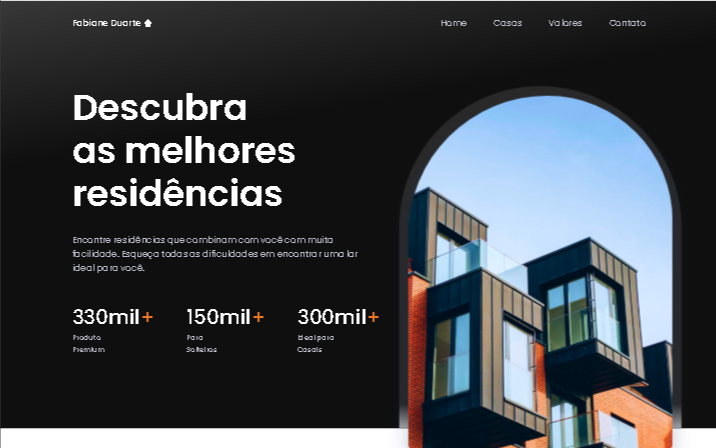 Fabiane Duarte
Home Casas Valores Contato
Descubra
as melhores
residências
Encontre residências que combinam com você com muita
facilidade. Esqueça todas as dificuldades em encontrar uma lar
ideal para você.
330mil+ 150mil+ 300mil+
Produto Para Ideal para
Premium Solteiros Casais